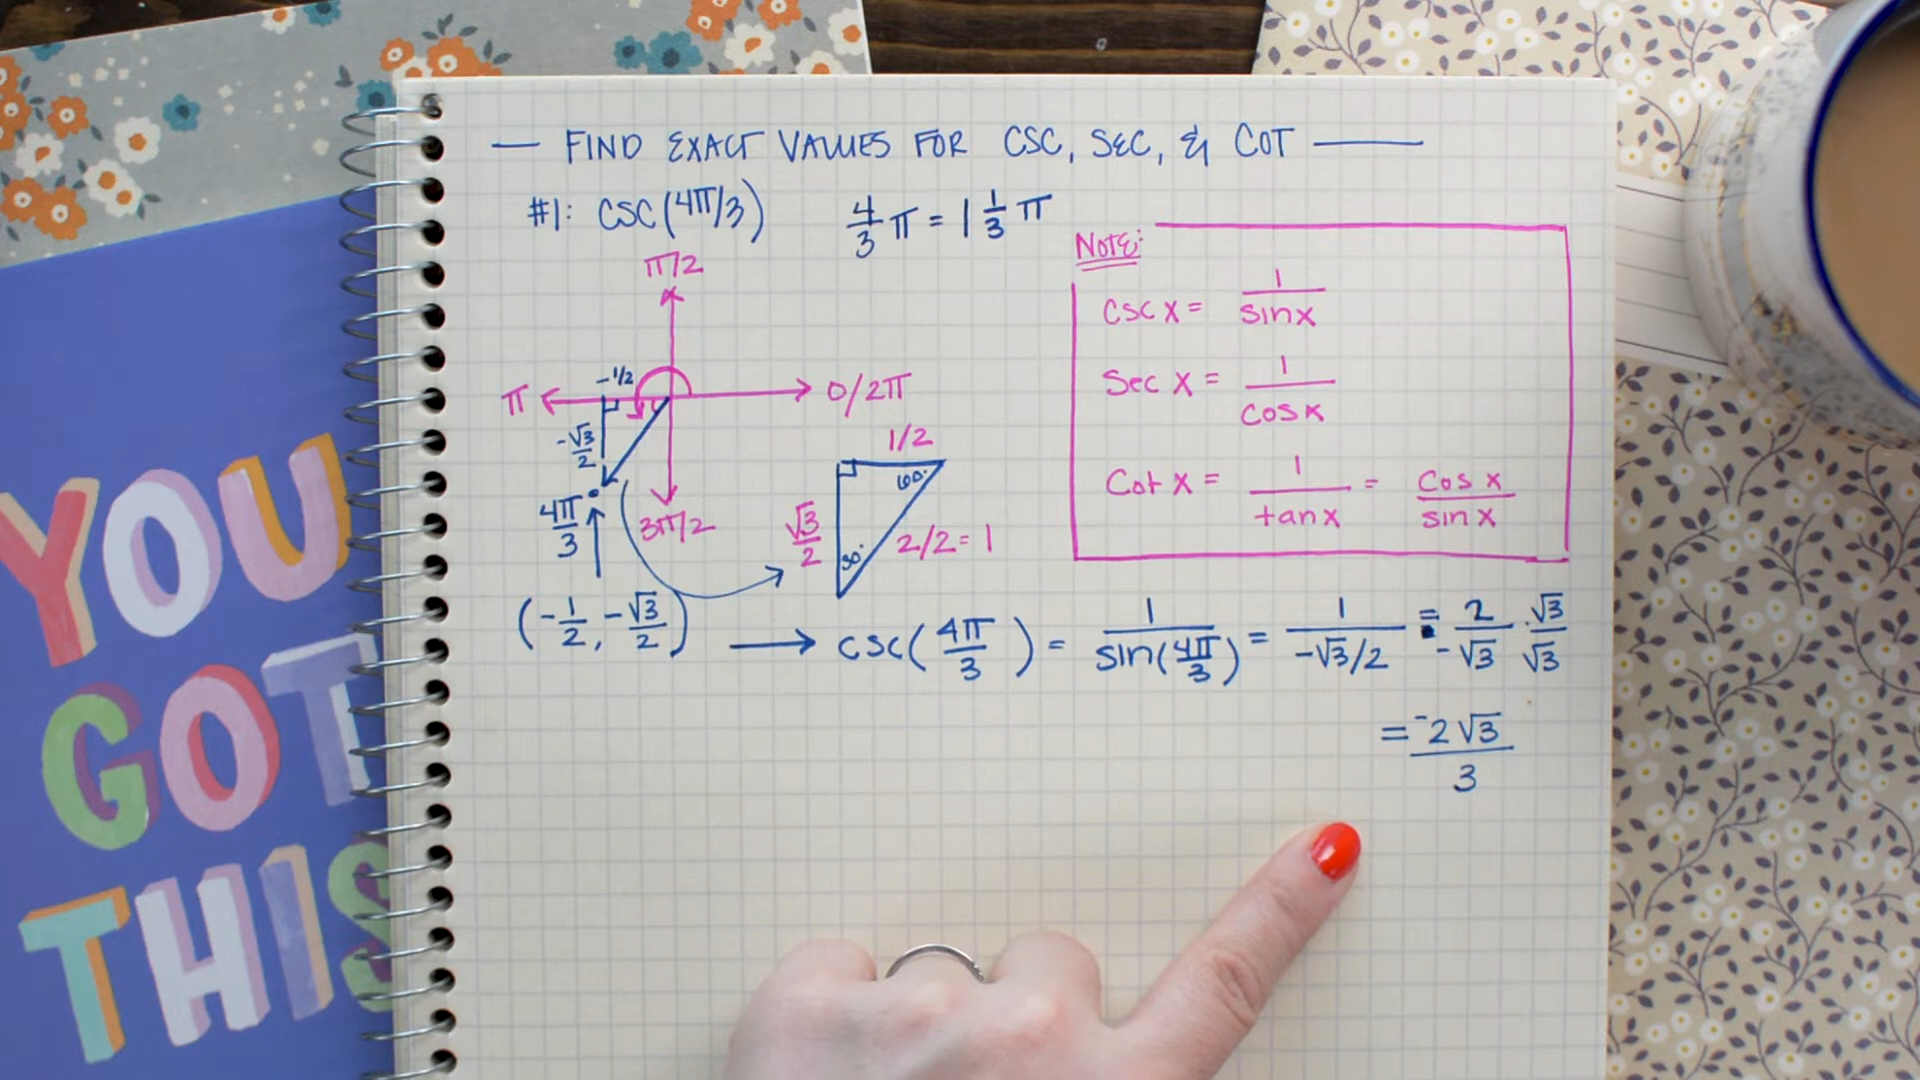 — FIND EXACT VALUES FOR CSC, SEC, & COT —
#1: CSC(4π/3) 4/3 π = 1 1/3 π
π/2
π
-1/2
0/2π
-√3/2
4π/3
3π/2
(-1/2, -√3/2)
1/2
60°
√3/2
30°
2/2 = 1
NOTE:
Csc x = 1/sin x
Sec x = 1/cos x
Cot x = 1/tan x = Cos x/sin x
→ csc(4π/3) = 1/sin(4π/3) = 1/-√3/2 = 2/-√3 · √3/√3
= -2√3/3
YOU
GOT
THIS